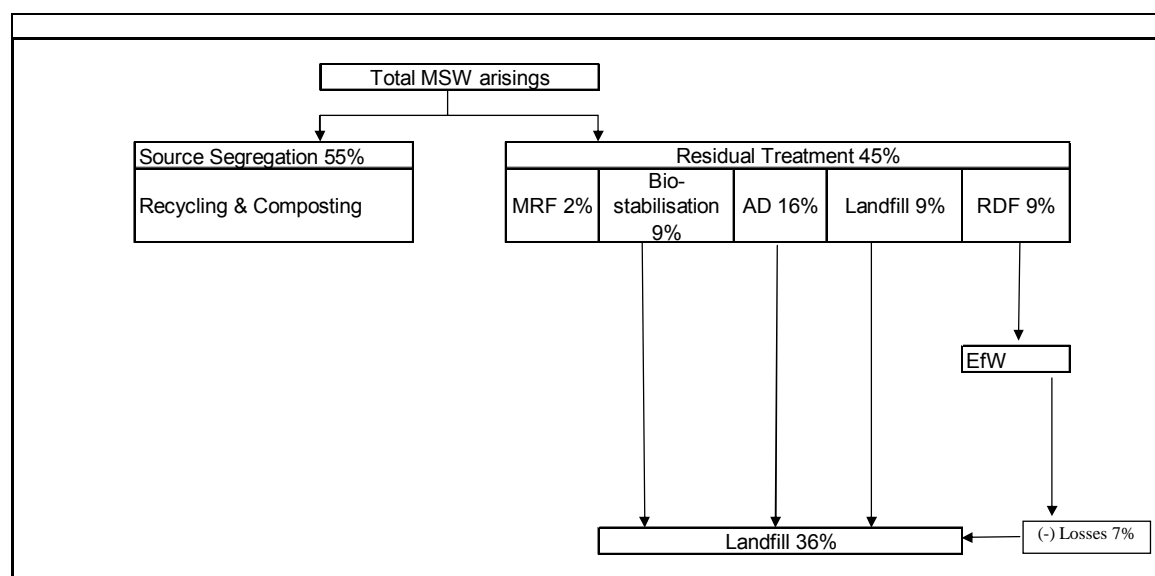 Total MSW arisings
Source Segregation 55%
Residual Treatment 45%
Recycling & Composting
MRF 2%
Bio-
stabilisation
9%
AD 16%
Landfill 9%
RDF 9%
EfW
(-) Losses 7%
Landfill 36%